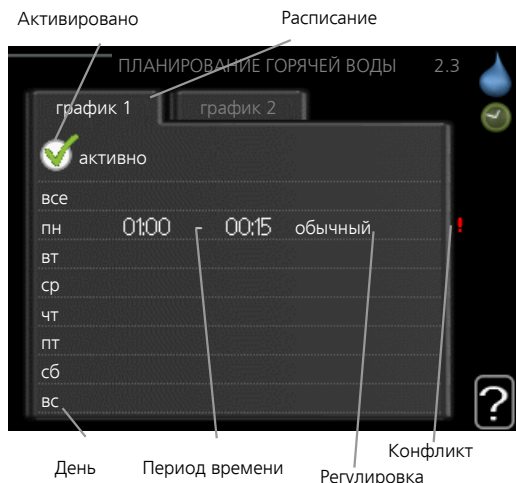 Активировано Расписание
ПЛАНИРОВАНИЕ ГОРЯЧЕЙ ВОДЫ 2.3
график 1 график 2
активно
все
пн 01:00 - 00:15 обычный !
вт
ср
чт
пт
сб
вс
?
День Период времени Регулировка Конфликт